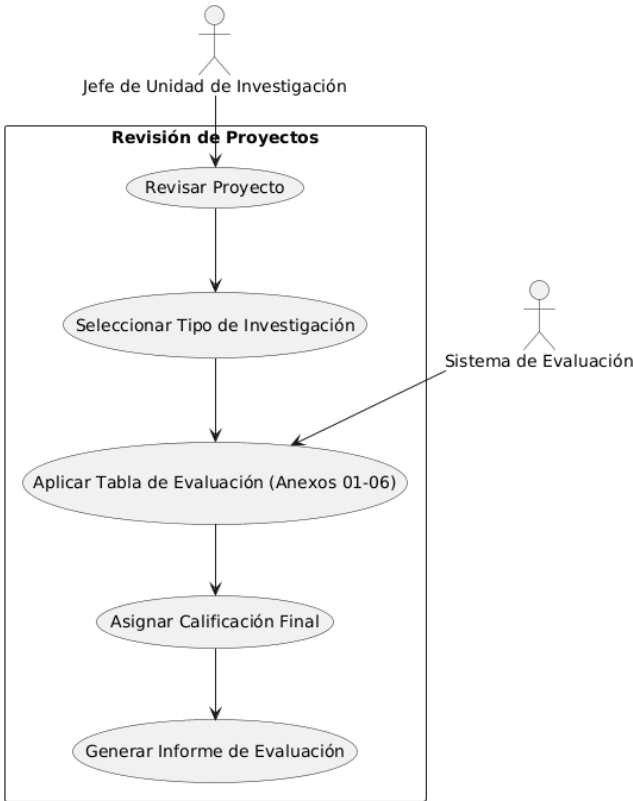 Jefe de Unidad de Investigación
Revisión de Proyectos
Revisar Proyecto
Seleccionar Tipo de Investigación
Sistema de Evaluación
Aplicar Tabla de Evaluación (Anexos 01-06)
Asignar Calificación Final
Generar Informe de Evaluación